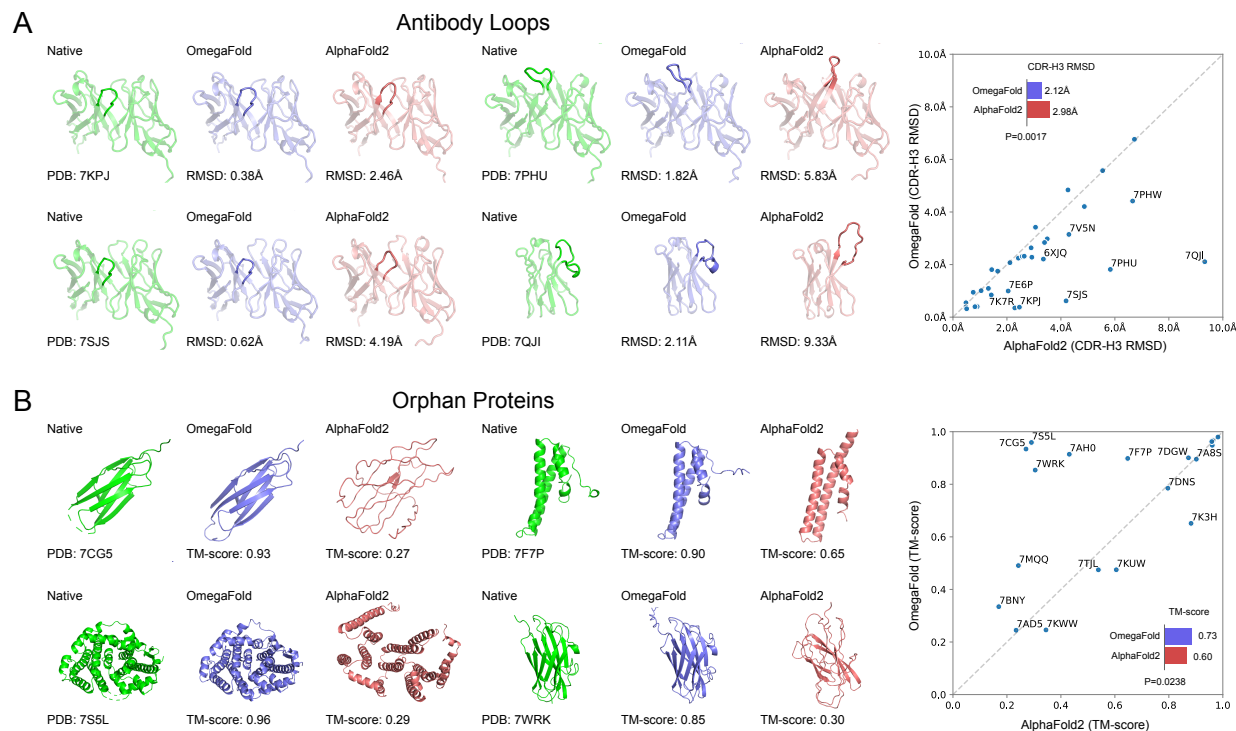 A
Antibody Loops
Native
OmegaFold
AlphaFold2
Native
OmegaFold
AlphaFold2
PDB: 7KPJ
RMSD: 0.38Å
RMSD: 2.46Å
PDB: 7PHU
RMSD: 1.82Å
RMSD: 5.83Å
PDB: 7SJS
RMSD: 0.62Å
RMSD: 4.19Å
PDB: 7QJI
RMSD: 2.11Å
RMSD: 9.33Å
OmegaFold (CDR-H3 RMSD)
10.0Å
8.0Å
6.0Å
4.0Å
2.0Å
0.0Å
CDR-H3 RMSD
OmegaFold
2.12Å
AlphaFold2
2.98Å
P=0.0017
7PHW
7V5N
6XJQ
7PHU
7QJI
7E6P
7SJS
7K7R
7KPJ
0.0Å
2.0Å
4.0Å
6.0Å
8.0Å
10.0Å
AlphaFold2 (CDR-H3 RMSD)
B
Orphan Proteins
Native
OmegaFold
AlphaFold2
Native
OmegaFold
AlphaFold2
PDB: 7CG5
TM-score: 0.93
TM-score: 0.27
PDB: 7F7P
TM-score: 0.90
TM-score: 0.65
Native
OmegaFold
AlphaFold2
Native
OmegaFold
AlphaFold2
PDB: 7S5L
TM-score: 0.96
TM-score: 0.29
PDB: 7WRK
TM-score: 0.85
TM-score: 0.30
OmegaFold (TM-score)
1.0
0.8
0.6
0.4
0.2
0.0
7S5L
7CG5
7AH0
7F7P
7DGW
7A8S
7WRK
7DNS
7K3H
7MQQ
7TJL
7KUW
7BNY
7AD5
7KWW
TM-score
OmegaFold
0.73
AlphaFold2
0.60
P=0.0238
0.0
0.2
0.4
0.6
0.8
1.0
AlphaFold2 (TM-score)